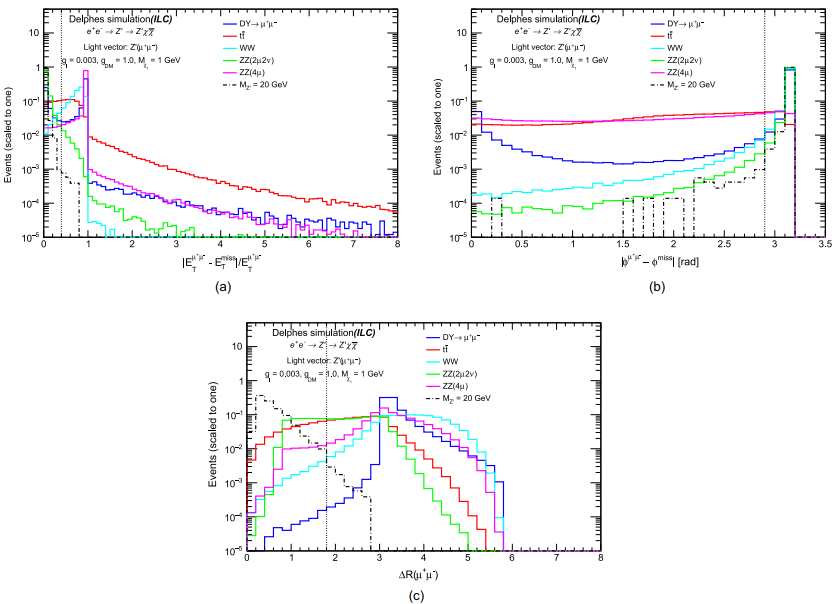 Delphes simulation(ILC)
e⁺e⁻ → Z' → Z'χχ̅
Light vector: Z'(μ⁺μ⁻)
g_l = 0.003, g_DM = 1.0, M_χ₁ = 1 GeV
DY→ μ⁺μ⁻
tt̅
WW
ZZ(2μ2ν)
ZZ(4μ)
M_Z' = 20 GeV
Events (scaled to one)
10
1
10⁻¹
10⁻²
10⁻³
10⁻⁴
10⁻⁵
0 1 2 3 4 5 6 7 8
|E_T^μ⁺μ⁻ - E_T^miss|/E_T^μ⁺μ⁻
(a)
Delphes simulation(ILC)
e⁺e⁻ → Z' → Z'χχ̅
Light vector: Z'(μ⁺μ⁻)
g_l = 0.003, g_DM = 1.0, M_χ₁ = 1 GeV
DY→ μ⁺μ⁻
tt̅
WW
ZZ(2μ2ν)
ZZ(4μ)
M_Z' = 20 GeV
Events (scaled to one)
10
1
10⁻¹
10⁻²
10⁻³
10⁻⁴
10⁻⁵
0 0.5 1 1.5 2 2.5 3 3.5
|ϕ^μ⁺μ⁻ − ϕ^miss| [rad]
(b)
Delphes simulation(ILC)
e⁺e⁻ → Z' → Z'χχ̅
Light vector: Z'(μ⁺μ⁻)
g_l = 0.003, g_DM = 1.0, M_χ₁ = 1 GeV
DY→ μ⁺μ⁻
tt̅
WW
ZZ(2μ2ν)
ZZ(4μ)
M_Z' = 20 GeV
Events (scaled to one)
10
1
10⁻¹
10⁻²
10⁻³
10⁻⁴
10⁻⁵
0 1 2 3 4 5 6 7 8
ΔR(μ⁺μ⁻)
(c)